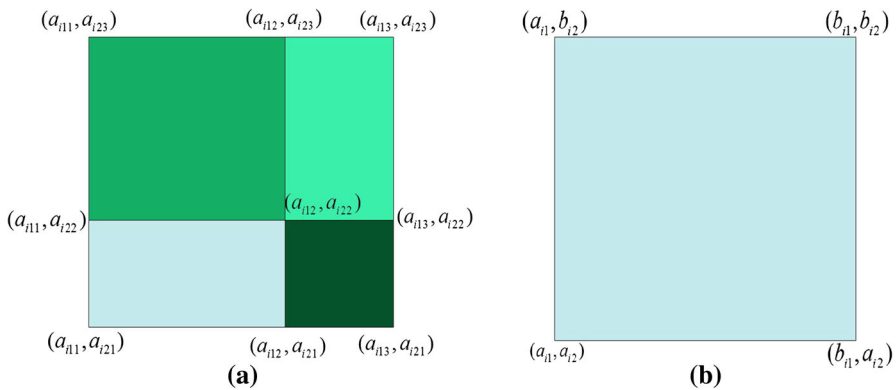 (a_{i11}, a_{i23}) (a_{i12}, a_{i23}) (a_{i13}, a_{i23})
(a_{i12}, a_{i22})
(a_{i11}, a_{i22}) (a_{i13}, a_{i22})
(a_{i11}, a_{i21}) (a_{i12}, a_{i21}) (a_{i13}, a_{i21})
(a)
(a_{i1}, b_{i2}) (b_{i1}, b_{i2})
(a_{i1}, a_{i2}) (b_{i1}, a_{i2})
(b)